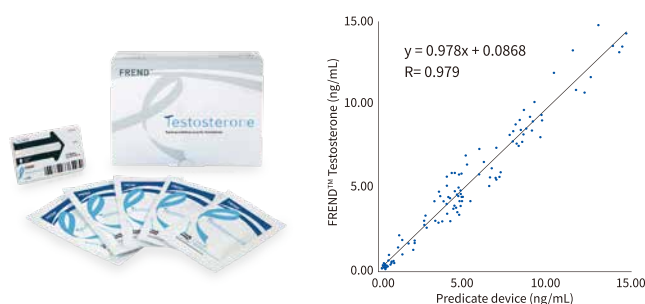 FREND
Testosterone
y = 0.978x + 0.0868
R= 0.979
FREND™ Testosterone (ng/mL)
15.00
10.00
5.00
0.00
0.00
5.00
10.00
15.00
Predicate device (ng/mL)